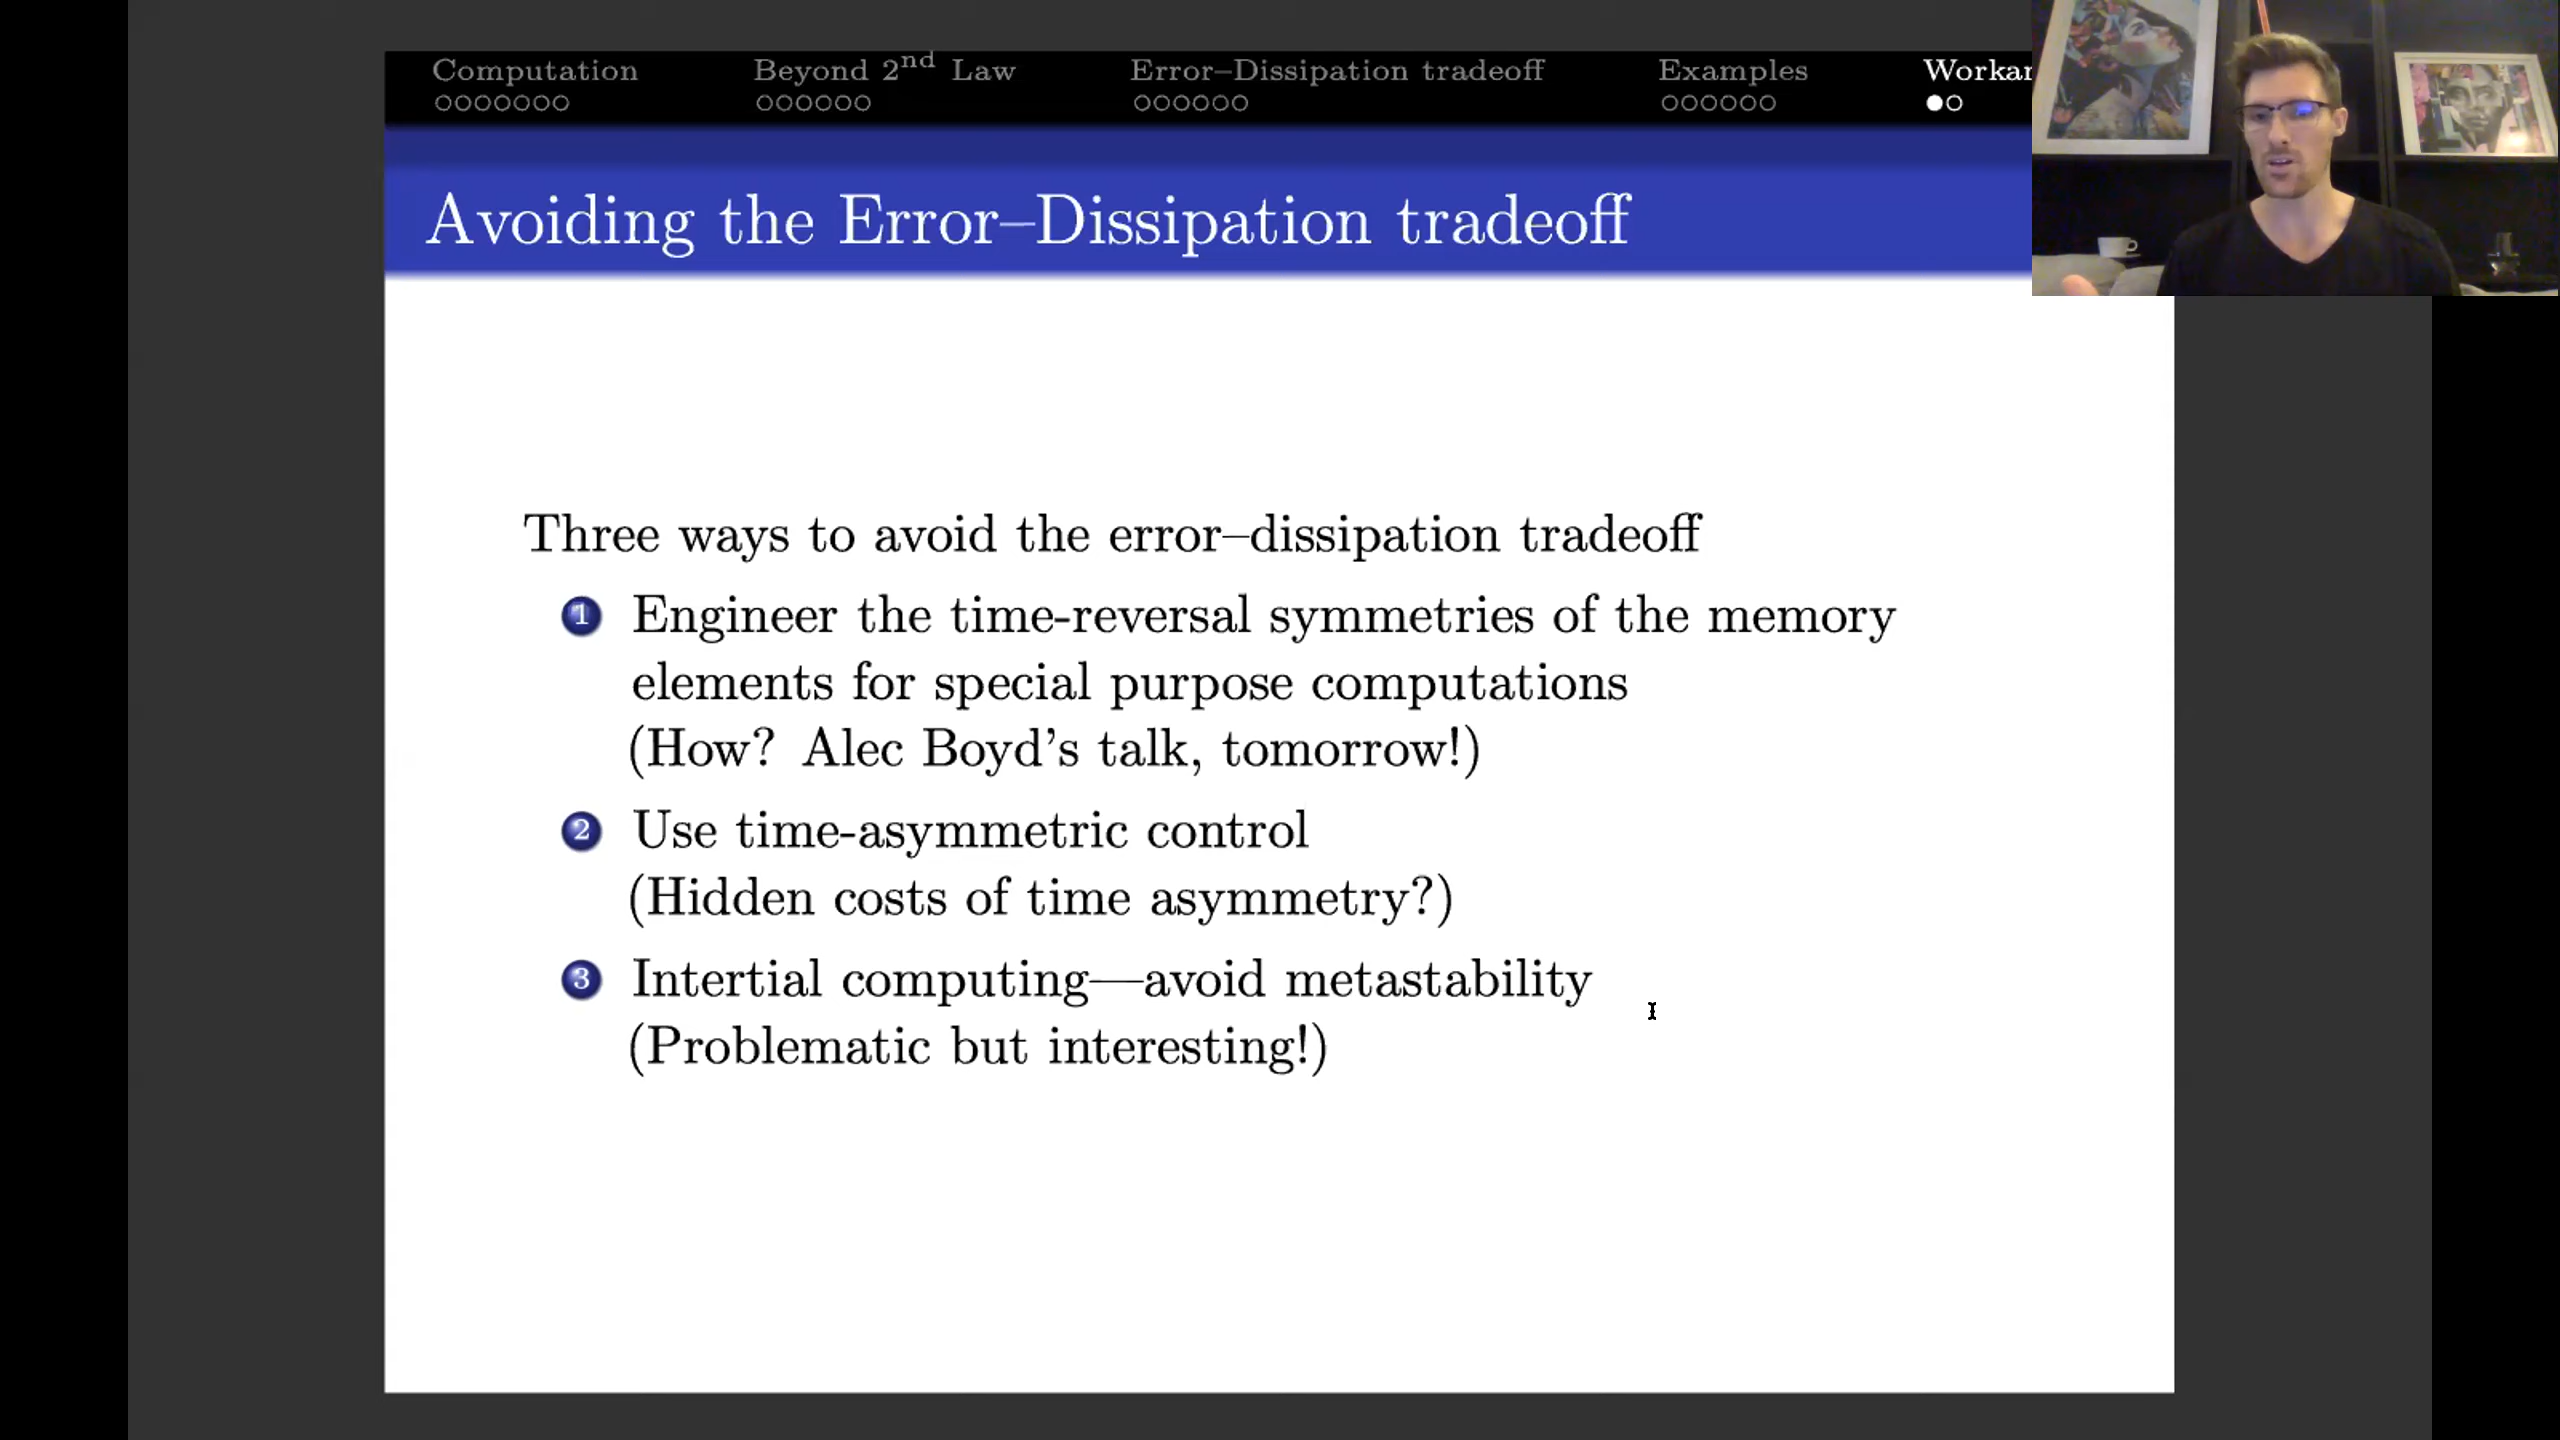 Computation Beyond 2nd Law Error–Dissipation tradeoff Examples
Avoiding the Error–Dissipation tradeoff
Three ways to avoid the error–dissipation tradeoff
1 Engineer the time-reversal symmetries of the memory
elements for special purpose computations
(How? Alec Boyd's talk, tomorrow!)
2 Use time-asymmetric control
(Hidden costs of time asymmetry?)
3 Intertial computing—avoid metastability
(Problematic but interesting!)